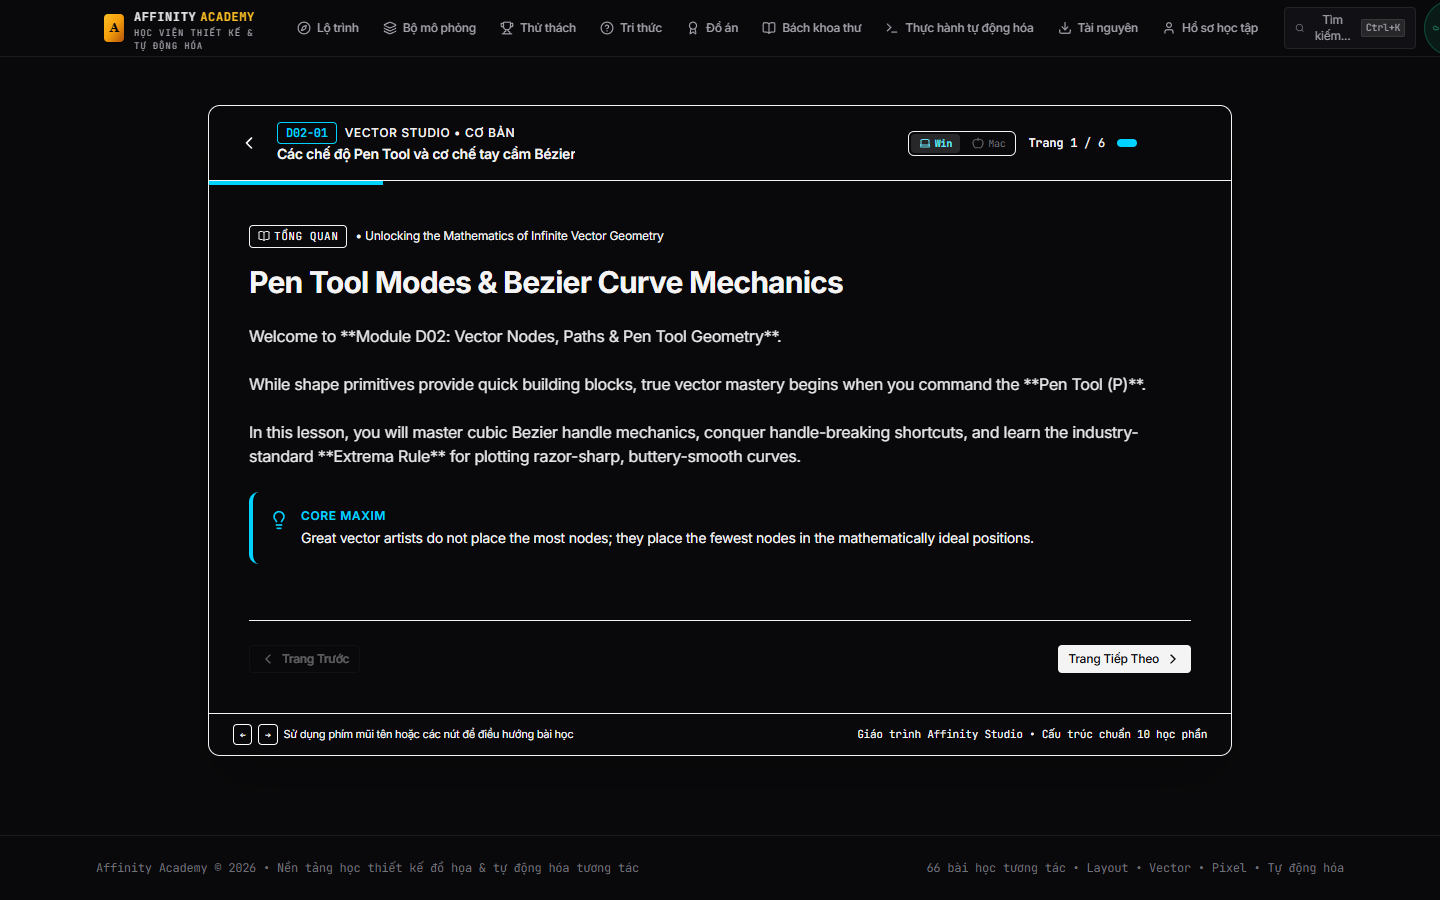 A
AFFINITY ACADEMY
HỌC VIỆN THIẾT KẾ &
TỰ ĐỘNG HÓA
Lộ trình
Bộ mô phỏng
Thử thách
Tri thức
Đồ án
Bách khoa thư
Thực hành tự động hóa
Tài nguyên
Hồ sơ học tập
Tìm
kiếm...
Ctrl+K
D02-01
VECTOR STUDIO • CƠ BẢN
Các chế độ Pen Tool và cơ chế tay cầm Bézier
Win
Mac
Trang 1 / 6
TỔNG QUAN
• Unlocking the Mathematics of Infinite Vector Geometry
Pen Tool Modes & Bezier Curve Mechanics
Welcome to **Module D02: Vector Nodes, Paths & Pen Tool Geometry**.
While shape primitives provide quick building blocks, true vector mastery begins when you command the **Pen Tool (P)**.
In this lesson, you will master cubic Bezier handle mechanics, conquer handle-breaking shortcuts, and learn the industry-
standard **Extrema Rule** for plotting razor-sharp, buttery-smooth curves.
CORE MAXIM
Great vector artists do not place the most nodes; they place the fewest nodes in the mathematically ideal positions.
Trang Trước
Trang Tiếp Theo
← → Sử dụng phím mũi tên hoặc các nút để điều hướng bài học
Giáo trình Affinity Studio • Cấu trúc chuẩn 10 học phần
Affinity Academy © 2026 • Nền tảng học thiết kế đồ họa & tự động hóa tương tác
66 bài học tương tác • Layout • Vector • Pixel • Tự động hóa